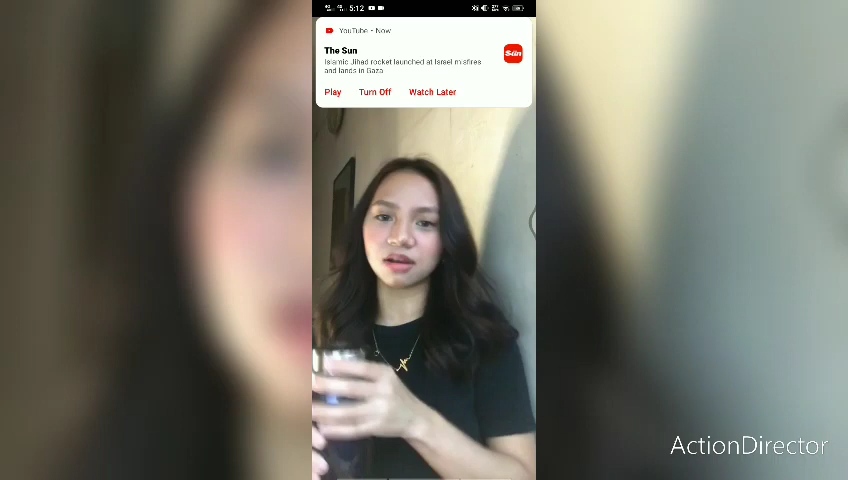 5:12
YouTube • Now
The Sun
Islamic Jihad rocket launched at Israel misfires
and lands in Gaza
Sun
Play Turn Off Watch Later
ActionDirector